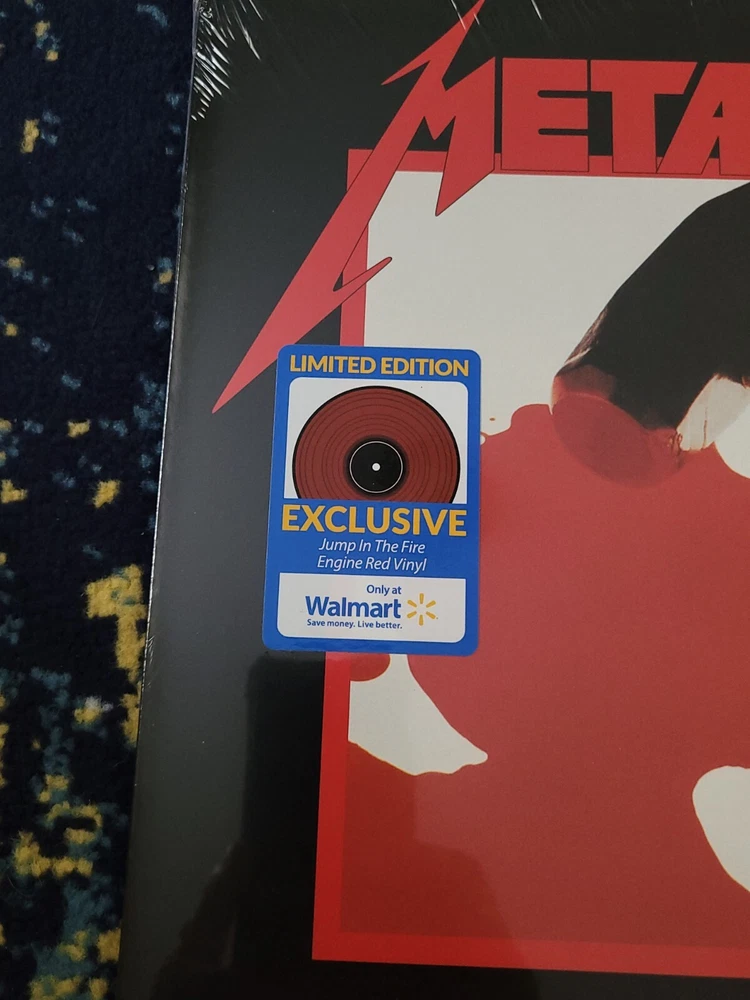 META
LIMITED EDITION
EXCLUSIVE
Jump In The Fire
Engine Red Vinyl
Only at
Walmart
Save money. Live better.